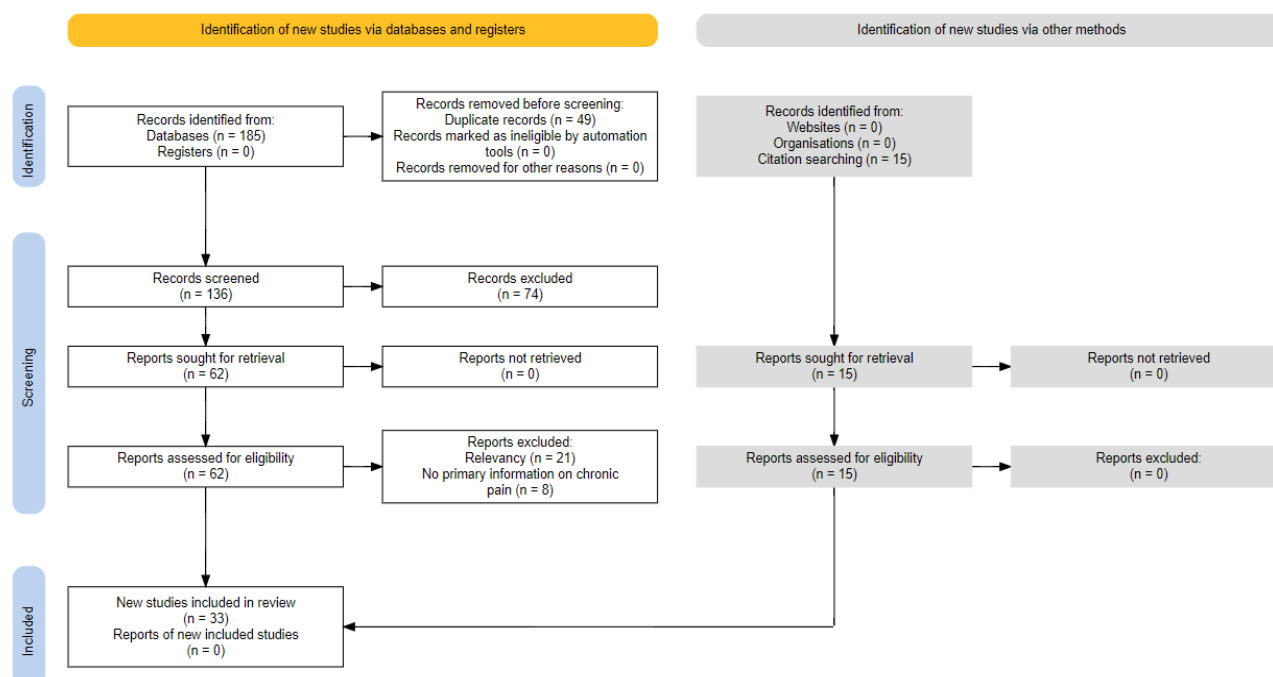 Identification of new studies via databases and registers
Identification of new studies via other methods
Identification
Records identified from:
Databases (n = 185)
Registers (n = 0)
Records removed before screening:
Duplicate records (n = 49)
Records marked as ineligible by automation
tools (n = 0)
Records removed for other reasons (n = 0)
Records identified from:
Websites (n = 0)
Organisations (n = 0)
Citation searching (n = 15)
Screening
Records screened
(n = 136)
Records excluded
(n = 74)
Reports sought for retrieval
(n = 62)
Reports not retrieved
(n = 0)
Reports sought for retrieval
(n = 15)
Reports not retrieved
(n = 0)
Reports assessed for eligibility
(n = 62)
Reports excluded:
Relevancy (n = 21)
No primary information on chronic
pain (n = 8)
Reports assessed for eligibility
(n = 15)
Reports excluded:
(n = 0)
Included
New studies included in review
(n = 33)
Reports of new included studies
(n = 0)